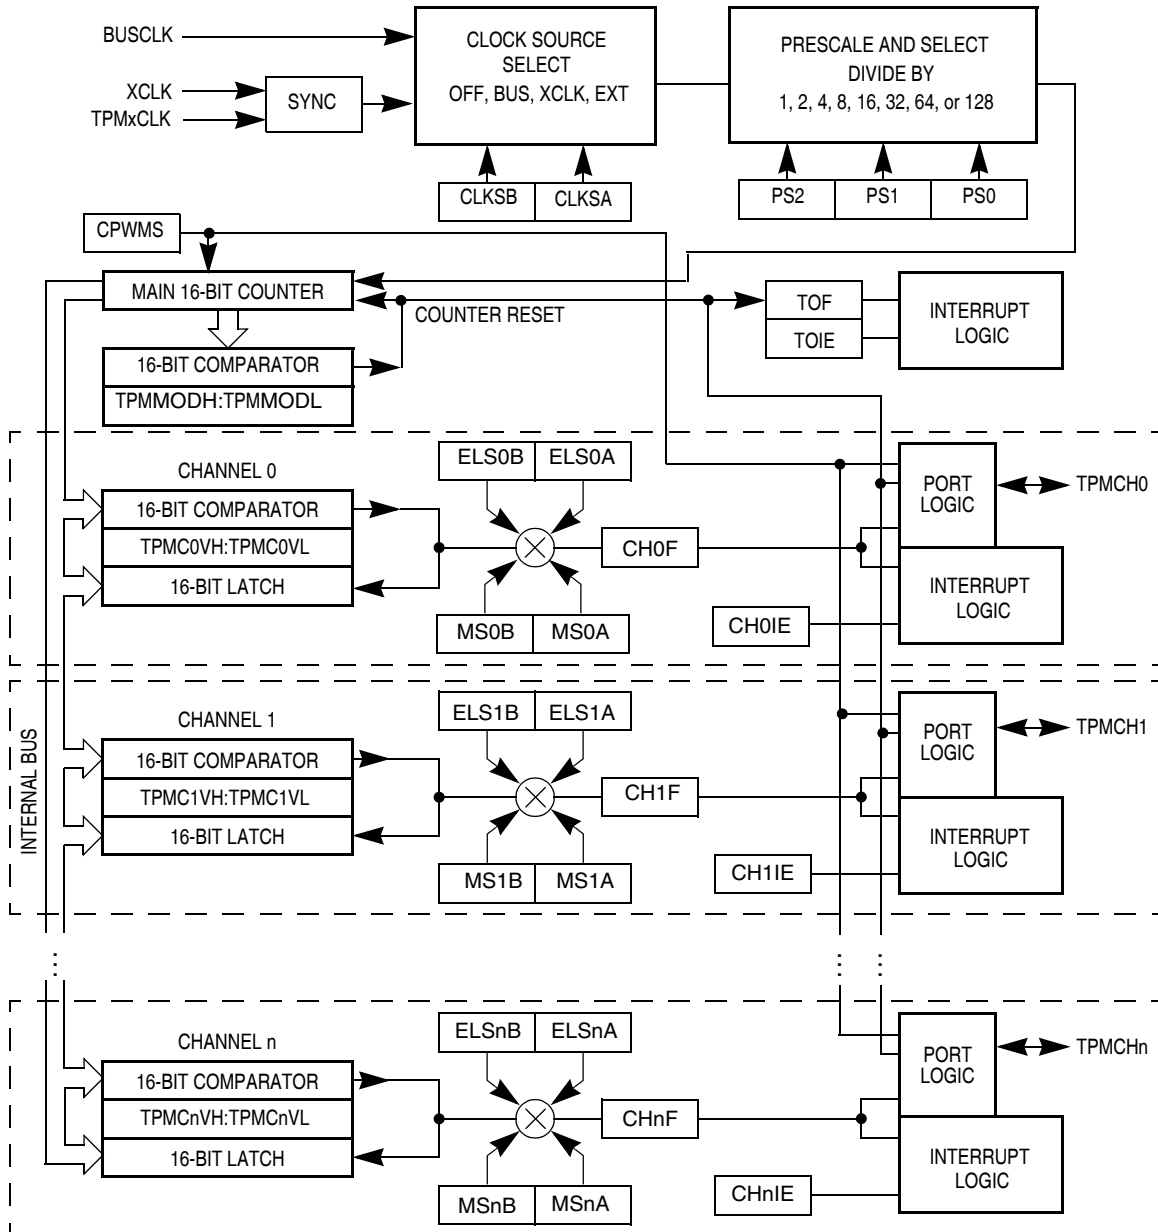 BUSCLK
XCLK
TPMxCLK
SYNC
CLOCK SOURCE
SELECT
OFF, BUS, XCLK, EXT
PRESCALE AND SELECT
DIVIDE BY
1, 2, 4, 8, 16, 32, 64, or 128
CLKSB
CLKSA
PS2
PS1
PS0
CPWMS
MAIN 16-BIT COUNTER
COUNTER RESET
TOF
TOIE
INTERRUPT
LOGIC
16-BIT COMPARATOR
TPMMODH:TPMMODL
INTERNAL BUS
CHANNEL 0
16-BIT COMPARATOR
TPMC0VH:TPMC0VL
16-BIT LATCH
ELS0B
ELS0A
MS0B
MS0A
CH0F
CH0IE
PORT
LOGIC
INTERRUPT
LOGIC
TPMCH0
CHANNEL 1
16-BIT COMPARATOR
TPMC1VH:TPMC1VL
16-BIT LATCH
ELS1B
ELS1A
MS1B
MS1A
CH1F
CH1IE
PORT
LOGIC
INTERRUPT
LOGIC
TPMCH1
...
...
...
CHANNEL n
16-BIT COMPARATOR
TPMCnVH:TPMCnVL
16-BIT LATCH
ELSnB
ELSnA
MSnB
MSnA
CHnF
CHnIE
PORT
LOGIC
INTERRUPT
LOGIC
TPMCHn